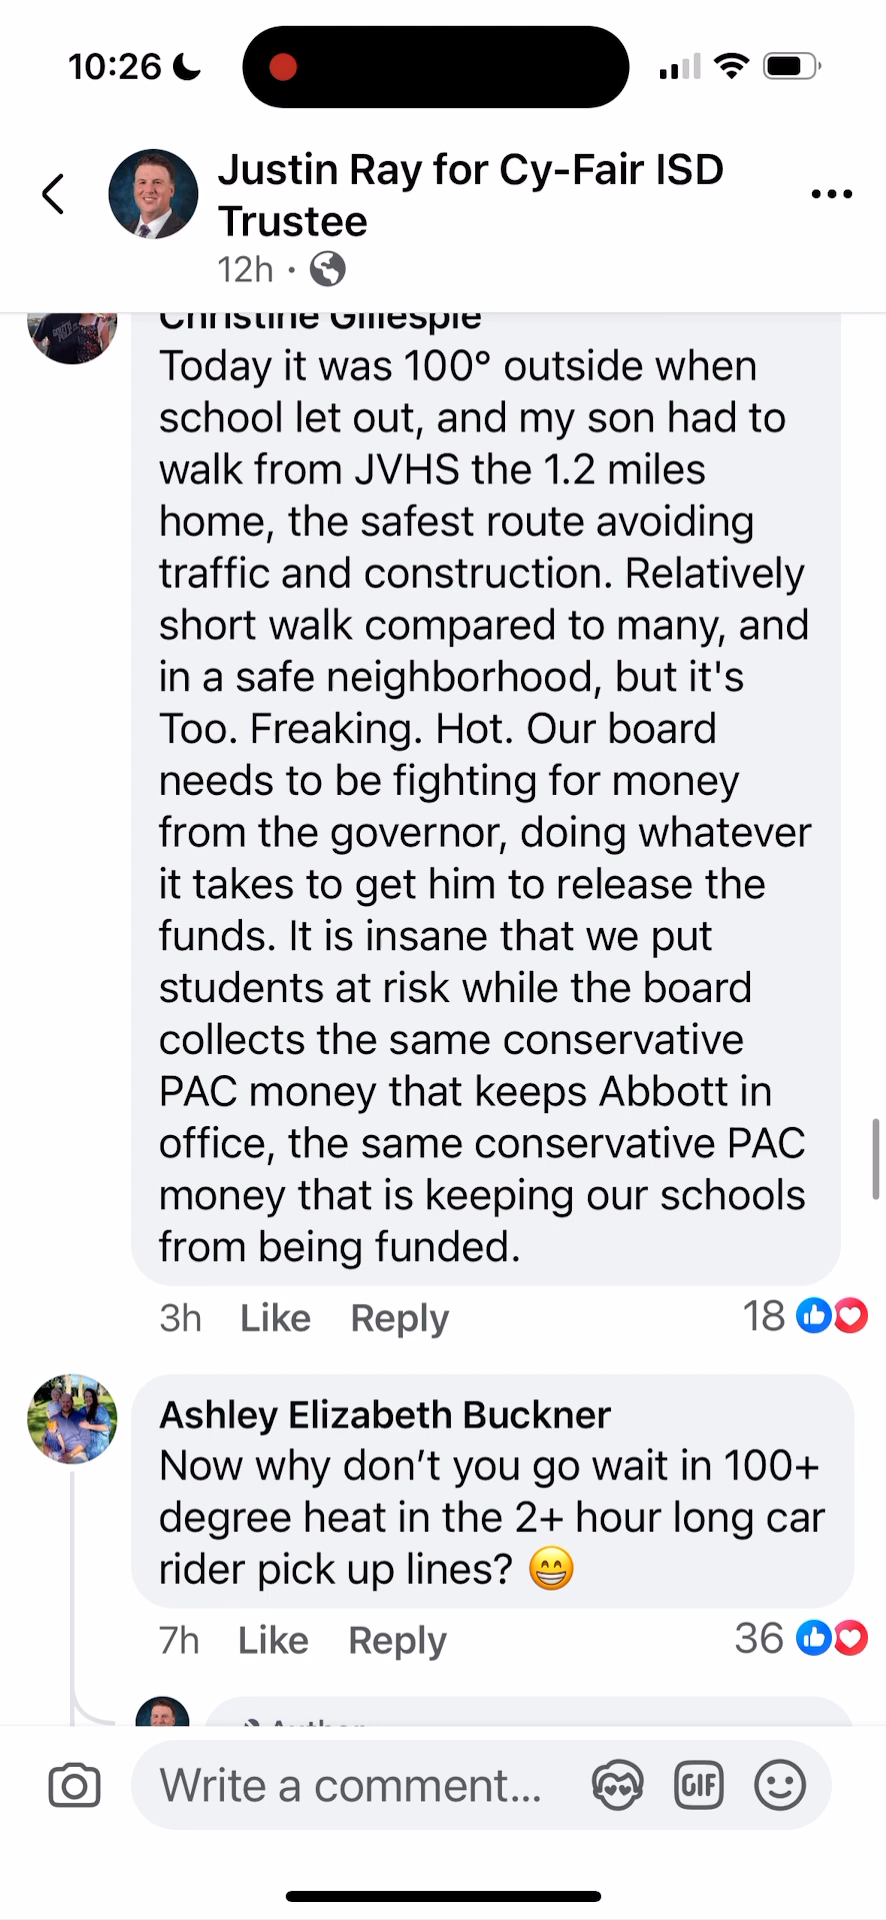 10:26
Justin Ray for Cy-Fair ISD
Trustee
12h ·
Christine Gillespie
Today it was 100° outside when
school let out, and my son had to
walk from JVHS the 1.2 miles
home, the safest route avoiding
traffic and construction. Relatively
short walk compared to many, and
in a safe neighborhood, but it's
Too. Freaking. Hot. Our board
needs to be fighting for money
from the governor, doing whatever
it takes to get him to release the
funds. It is insane that we put
students at risk while the board
collects the same conservative
PAC money that keeps Abbott in
office, the same conservative PAC
money that is keeping our schools
from being funded.
3h Like Reply 18
Ashley Elizabeth Buckner
Now why don’t you go wait in 100+
degree heat in the 2+ hour long car
rider pick up lines? 😁
7h Like Reply 36
Author
Write a comment...
GIF